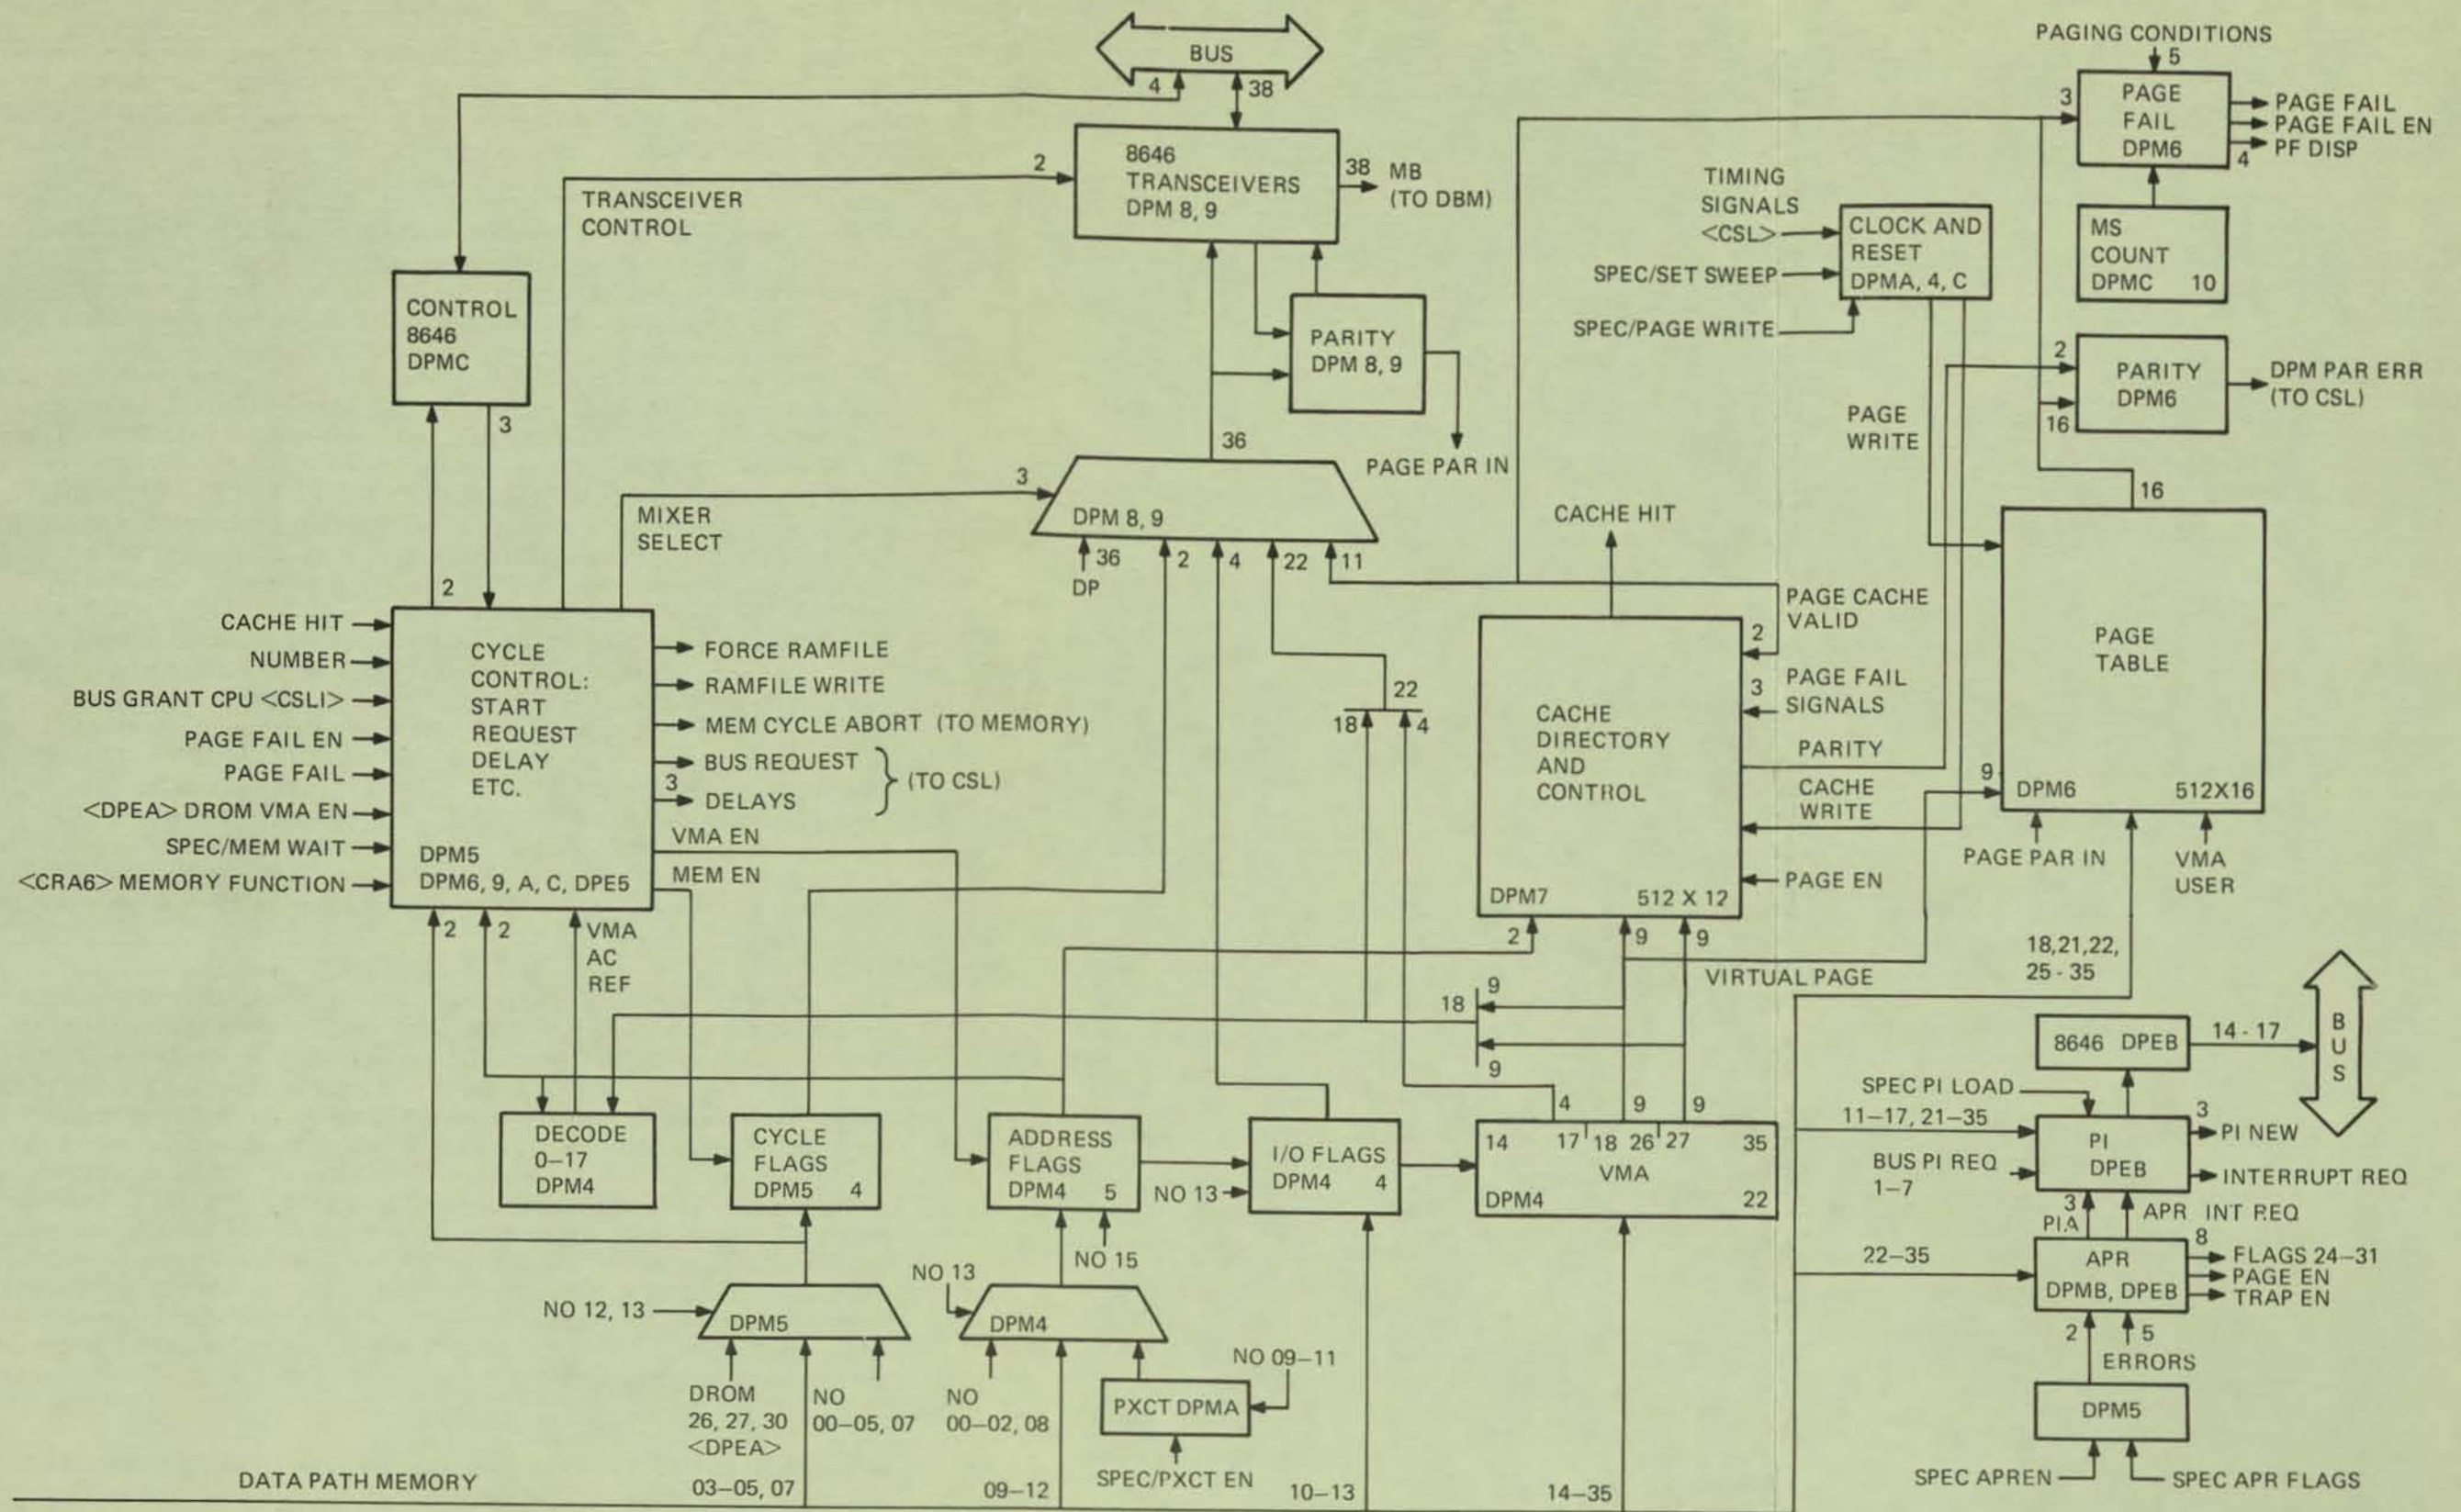 BUS
4
38
8646
TRANSCEIVERS
DPM 8, 9
2
TRANSCEIVER
CONTROL
38 MB
(TO DBM)
PAGING CONDITIONS
5
3
PAGE
FAIL
DPM6
PAGE FAIL
PAGE FAIL EN
PF DISP
4
MS
COUNT
DPMC 10
TIMING
SIGNALS
<CSL>
SPEC/SET SWEEP
SPEC/PAGE WRITE
CLOCK AND
RESET
DPMA, 4, C
CONTROL
8646
DPMC
3
2
PARITY
DPM 8, 9
PAGE PAR IN
36
3
MIXER
SELECT
DPM 8, 9
36
DP
2
4
22
11
PAGE
WRITE
2
16
PARITY
DPM6
DPM PAR ERR
(TO CSL)
16
CACHE HIT
PAGE
TABLE
9
DPM6 512X16
PAGE PAR IN
VMA
USER
CACHE HIT
NUMBER
BUS GRANT CPU <CSLI>
PAGE FAIL EN
PAGE FAIL
<DPEA> DROM VMA EN
SPEC/MEM WAIT
<CRA6> MEMORY FUNCTION
CYCLE
CONTROL:
START
REQUEST
DELAY
ETC.
DPM5
DPM6, 9, A, C, DPE5
FORCE RAMFILE
RAMFILE WRITE
MEM CYCLE ABORT (TO MEMORY)
BUS REQUEST
3
DELAYS
(TO CSL)
VMA EN
MEM EN
2
2
VMA
AC
REF
22
18
4
CACHE
DIRECTORY
AND
CONTROL
DPM7 512 X 12
PAGE CACHE
VALID
2
3
PAGE FAIL
SIGNALS
PARITY
CACHE
WRITE
PAGE EN
2
9
9
VIRTUAL PAGE
18,21,22,
25 - 35
9
18
9
DECODE
0–17
DPM4
CYCLE
FLAGS
DPM5 4
ADDRESS
FLAGS
DPM4 5
NO 15
NO 13
I/O FLAGS
DPM4 4
4
9
9
14 17 18 26 27 35
VMA
DPM4 22
8646 DPEB
14 - 17
BUS
SPEC PI LOAD
11–17, 21–35
BUS PI REQ
1–7
PI
DPEB
3
PI NEW
INTERRUPT REQ
3
PIA
APR INT REQ
22–35
APR
DPMB, DPEB
8
FLAGS 24–31
PAGE EN
TRAP EN
2
5
ERRORS
DPM5
SPEC APREN
SPEC APR FLAGS
NO 12, 13
DPM5
DROM
26, 27, 30
<DPEA>
NO
00–05, 07
NO 13
DPM4
NO
00–02, 08
NO 09–11
PXCT DPMA
SPEC/PXCT EN
DATA PATH MEMORY
03–05, 07
09–12
10–13
14–35